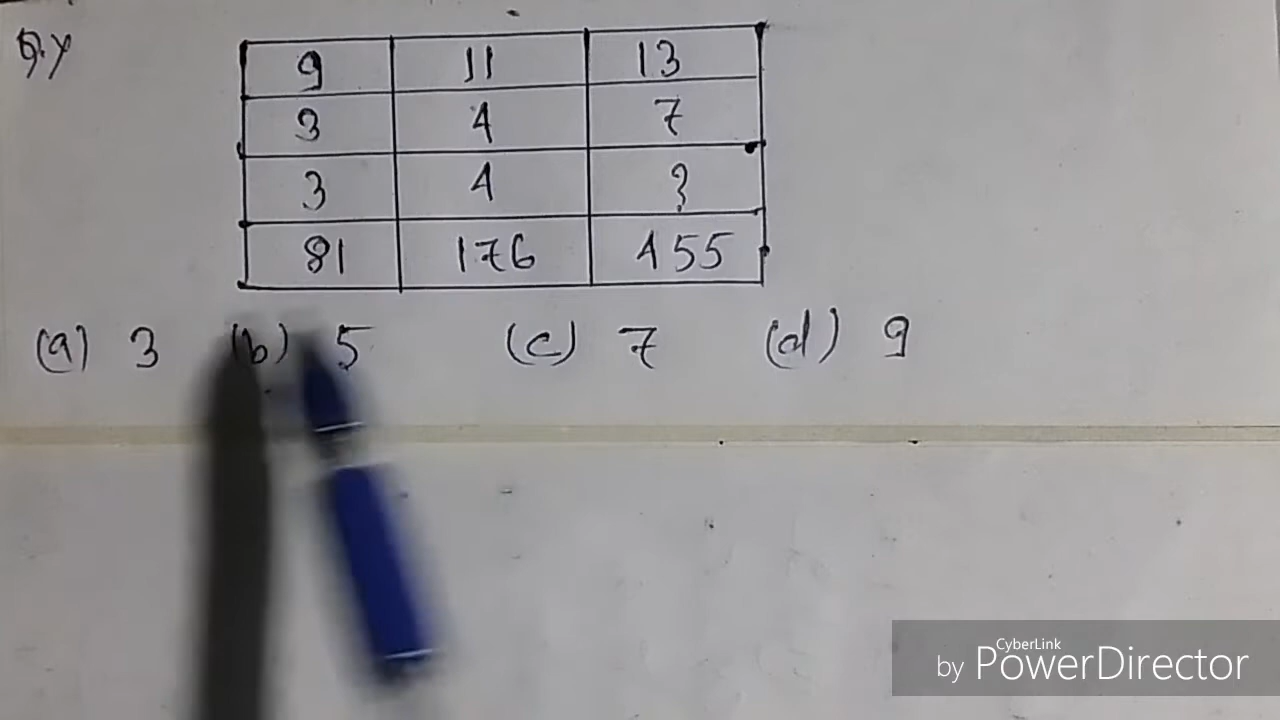 9 11 13
3 4 7
3 4 ?
81 176 455
(a) 3 (b) 5 (c) 7 (d) 9
CyberLink
by PowerDirector